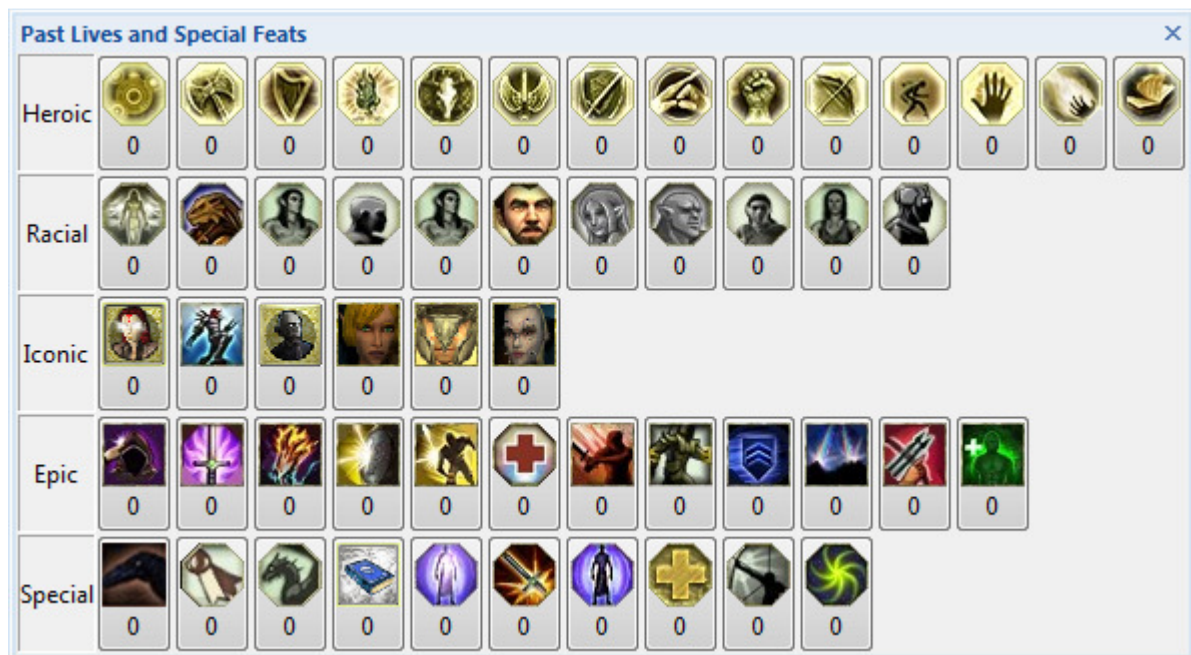 Past Lives and Special Feats
Heroic
0 0 0 0 0 0 0 0 0 0 0 0 0 0
Racial
0 0 0 0 0 0 0 0 0 0 0
Iconic
0 0 0 0 0 0
Epic
0 0 0 0 0 0 0 0 0 0 0 0
Special
0 0 0 0 0 0 0 0 0 0